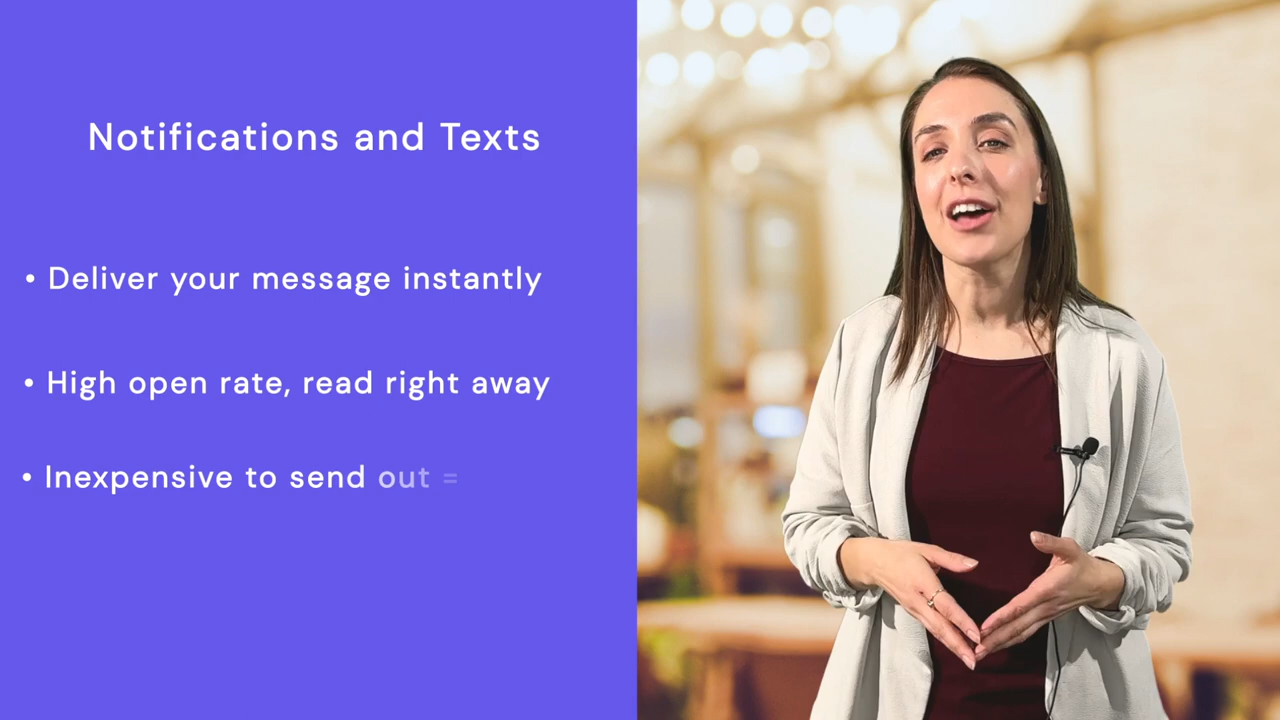 Notifications and Texts
• Deliver your message instantly
• High open rate, read right away
• Inexpensive to send out =